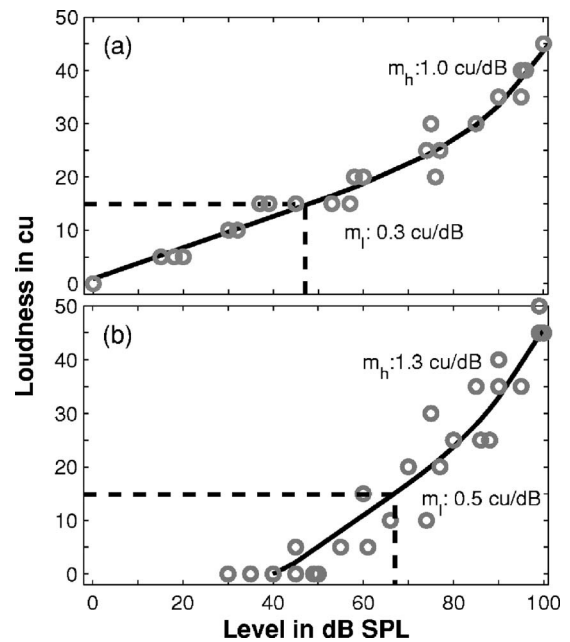 (a)
50
40
30
20
10
0
m_h:1.0 cu/dB
m_l: 0.3 cu/dB
Loudness in cu
(b)
50
40
30
20
10
0
m_h:1.3 cu/dB
m_l: 0.5 cu/dB
0 20 40 60 80 100
Level in dB SPL